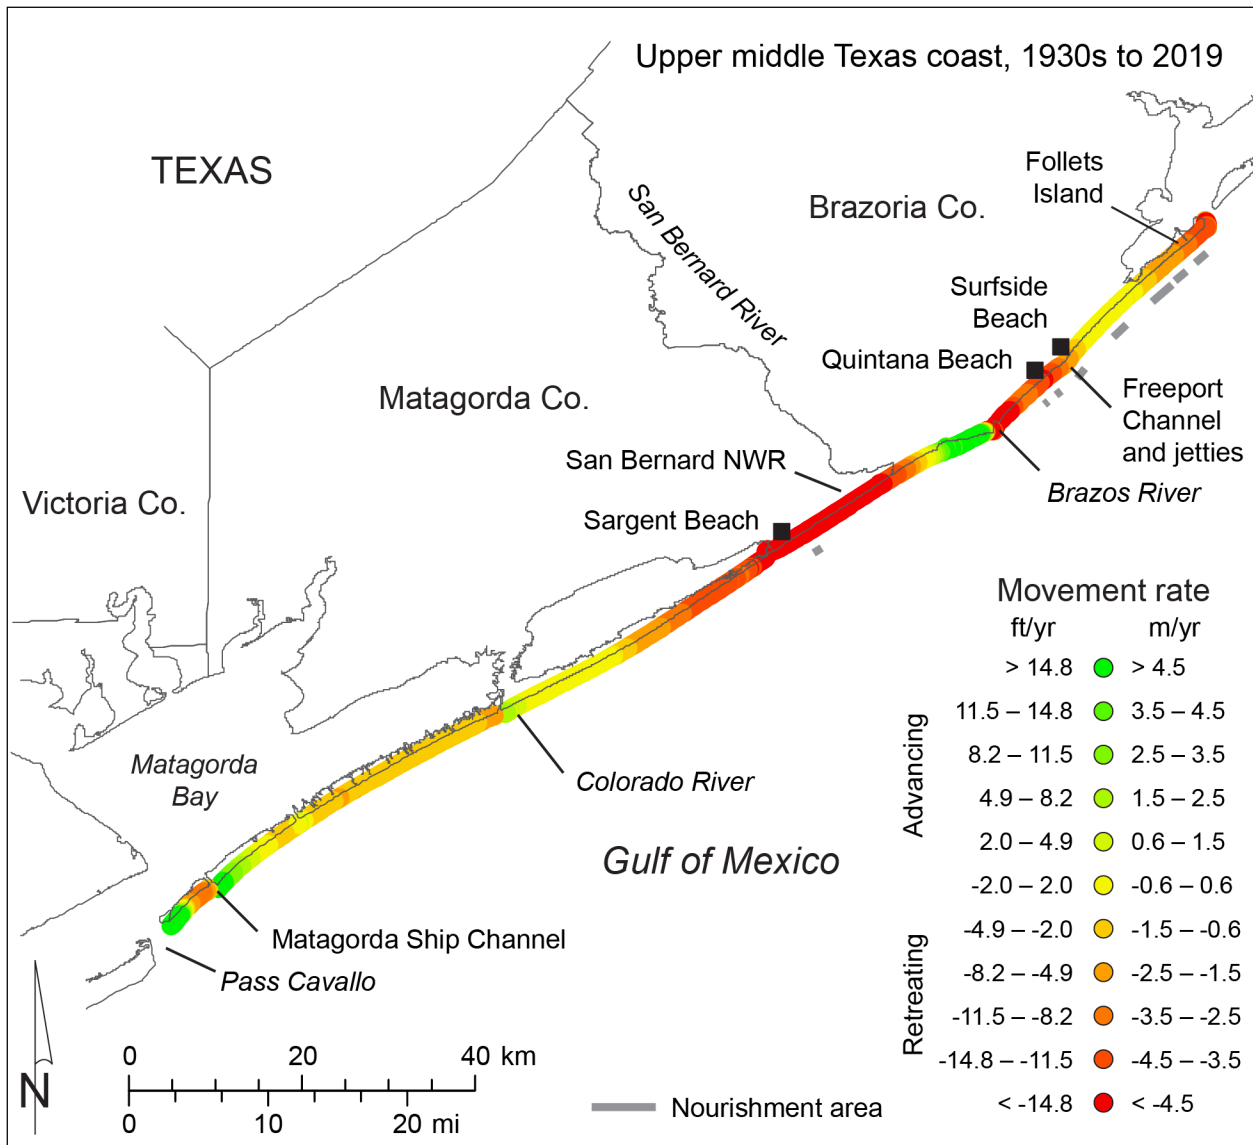 Upper middle Texas coast, 1930s to 2019
TEXAS
Follets
Island
San Bernard River
Brazoria Co.
Surfside
Beach
Quintana Beach
Matagorda Co.
Freeport
Channel
and jetties
San Bernard NWR
Brazos River
Victoria Co.
Sargent Beach
Matagorda
Bay
Colorado River
Gulf of Mexico
Matagorda Ship Channel
Pass Cavallo
Movement rate
ft/yr m/yr
Advancing
> 14.8 > 4.5
11.5 – 14.8 3.5 – 4.5
8.2 – 11.5 2.5 – 3.5
4.9 – 8.2 1.5 – 2.5
2.0 – 4.9 0.6 – 1.5
-2.0 – 2.0 -0.6 – 0.6
Retreating
-4.9 – -2.0 -1.5 – -0.6
-8.2 – -4.9 -2.5 – -1.5
-11.5 – -8.2 -3.5 – -2.5
-14.8 – -11.5 -4.5 – -3.5
< -14.8 < -4.5
N
0 20 40 km
0 10 20 mi
Nourishment area